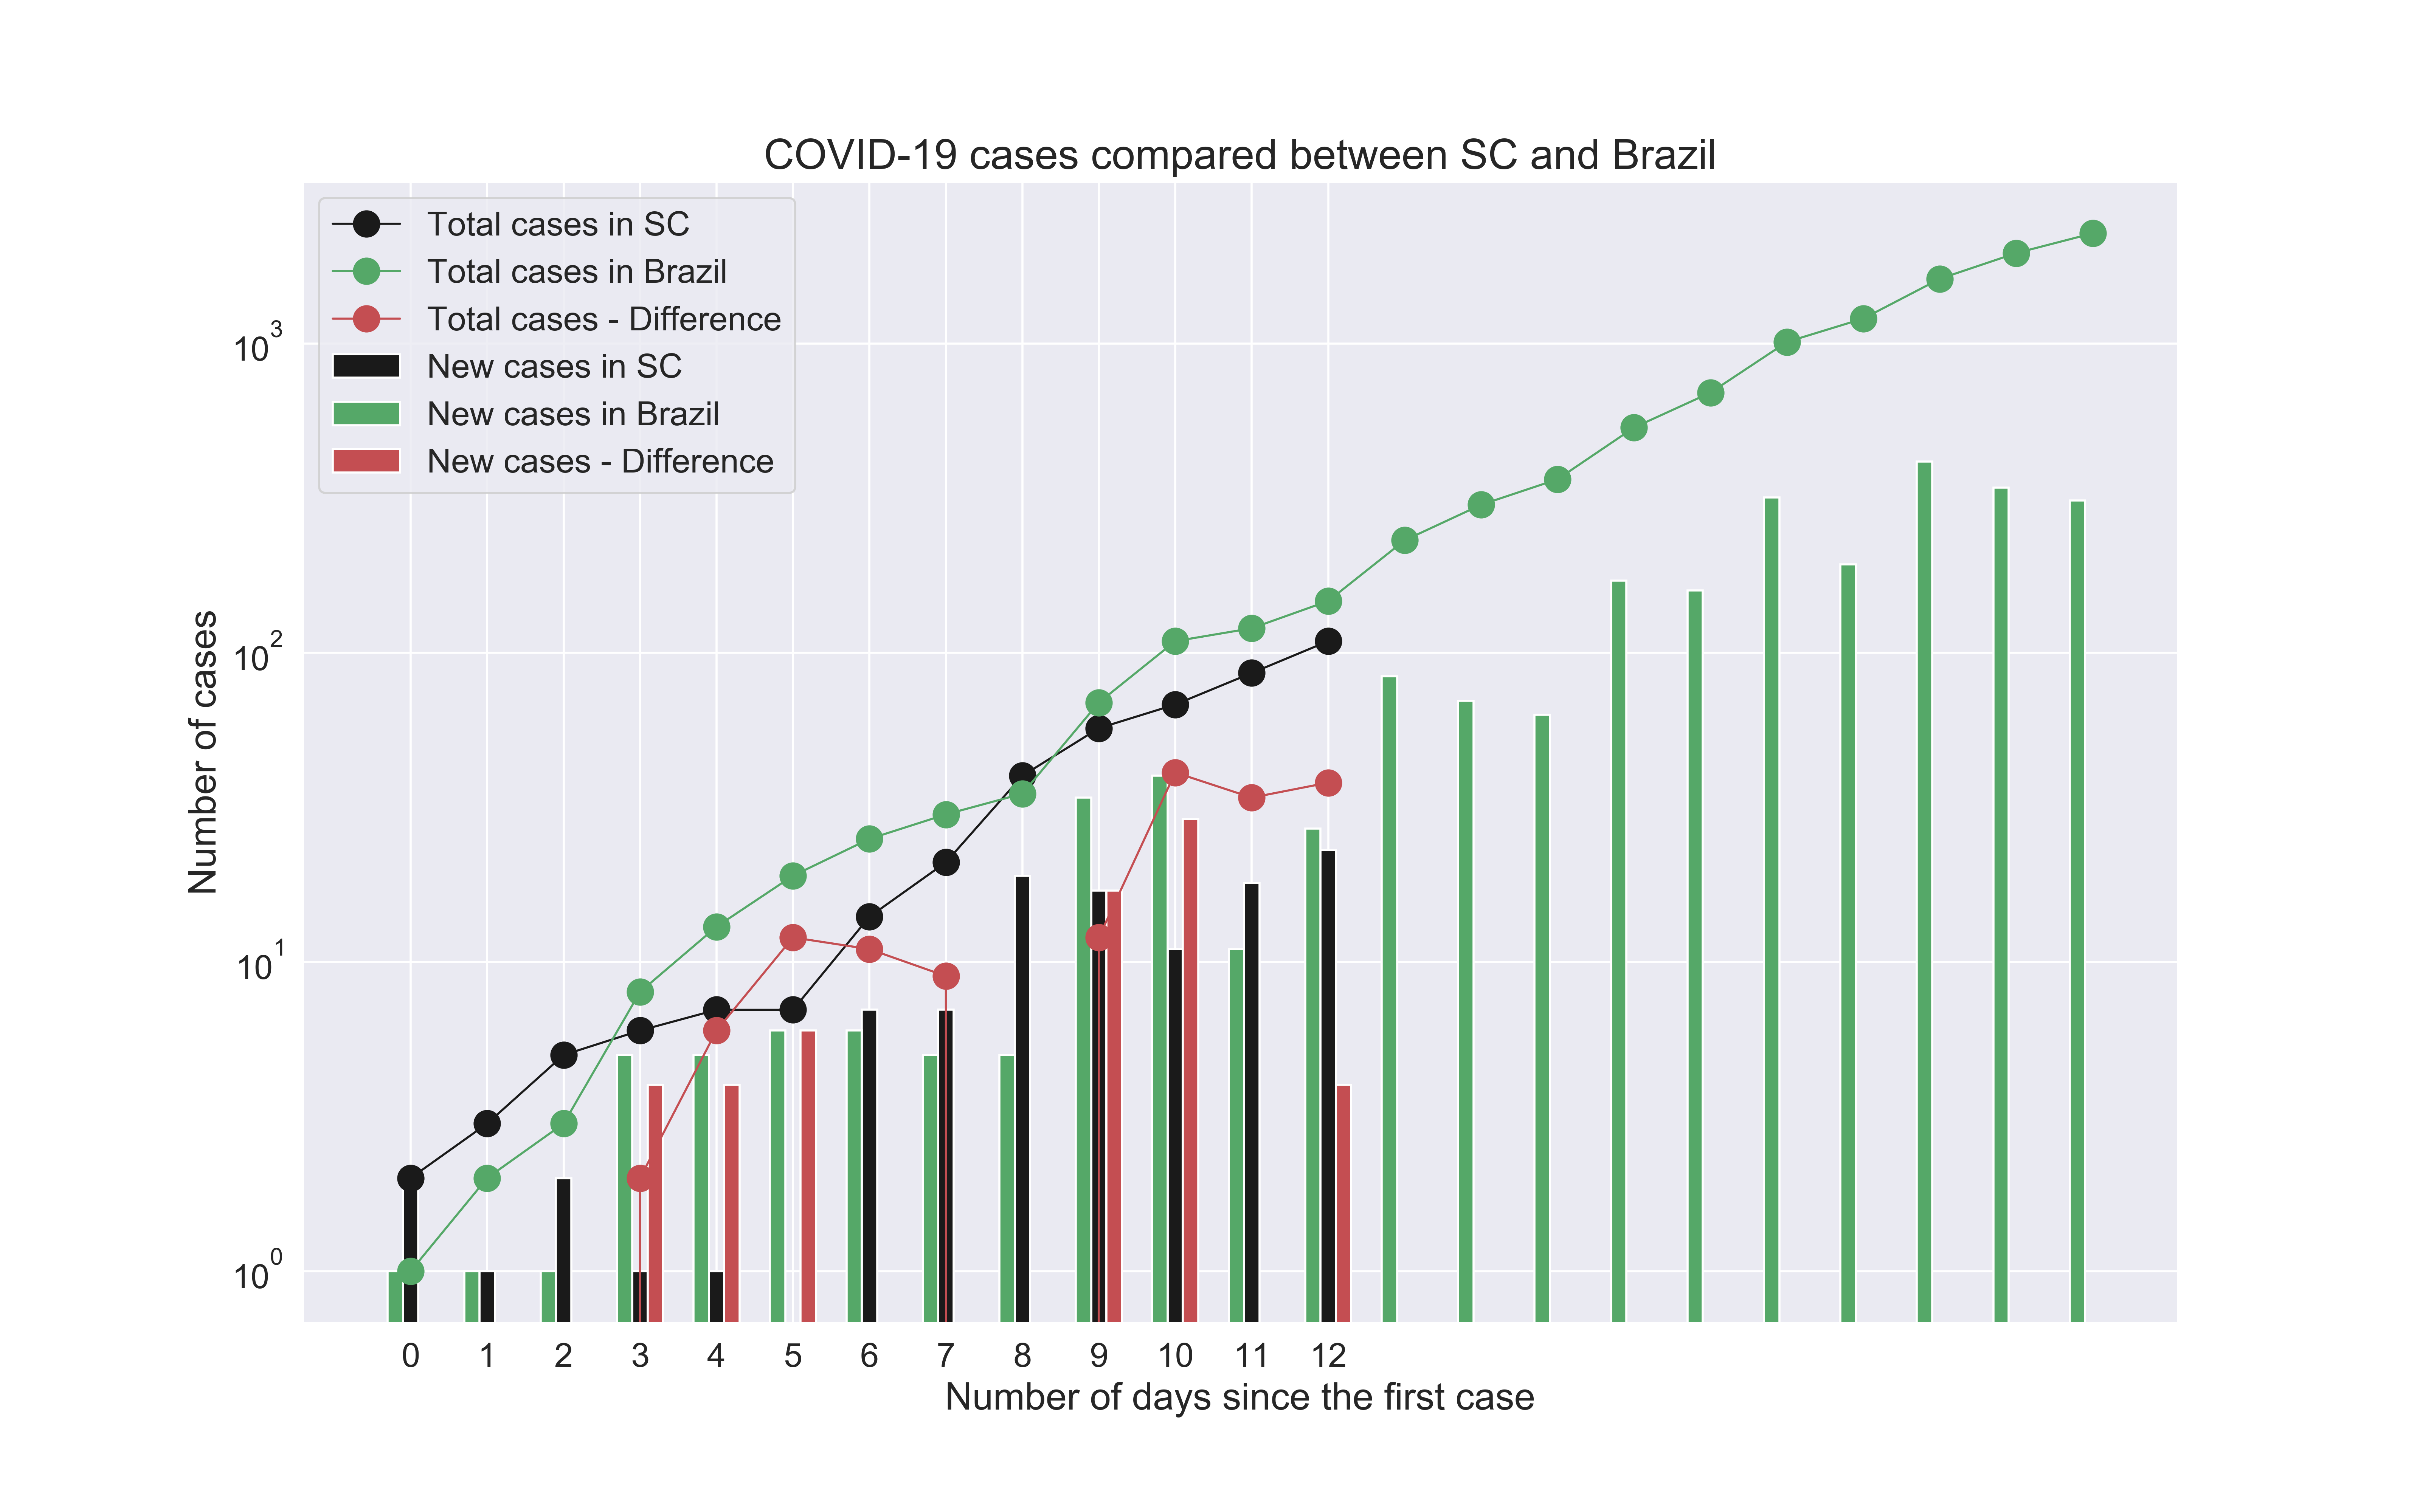 COVID-19 cases compared between SC and Brazil
Total cases in SC
Total cases in Brazil
Total cases - Difference
New cases in SC
New cases in Brazil
New cases - Difference
Number of cases
10^3
10^2
10^1
10^0
0 1 2 3 4 5 6 7 8 9 10 11 12
Number of days since the first case